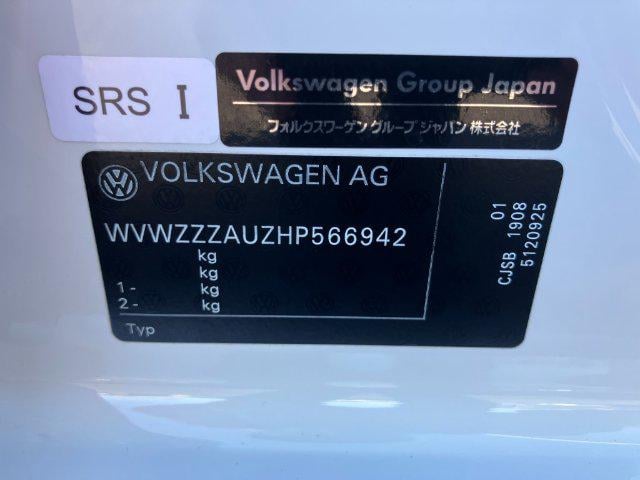 SRS I
Volkswagen Group Japan
フォルクスワーゲン グループ ジャパン 株式会社
VOLKSWAGEN AG
WVWZZZAUZHP566942
kg
kg
1 - kg
2 - kg
Typ
01
CJSB 1908
5120925